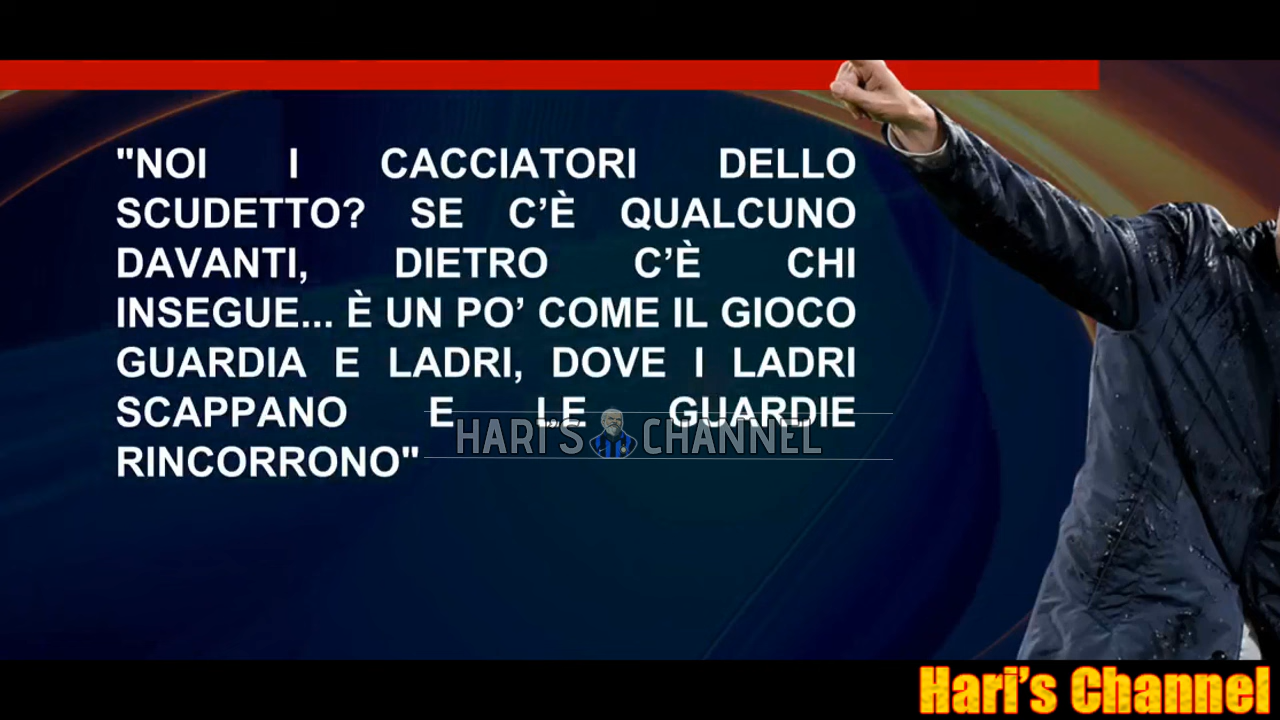 "NOI I CACCIATORI DELLO
SCUDETTO? SE C’È QUALCUNO
DAVANTI, DIETRO C’È CHI
INSEGUE... È UN PO’ COME IL GIOCO
GUARDIA E LADRI, DOVE I LADRI
SCAPPANO E LE GUARDIE
RINCORRONO"
HARI'S CHANNEL
Hari’s Channel